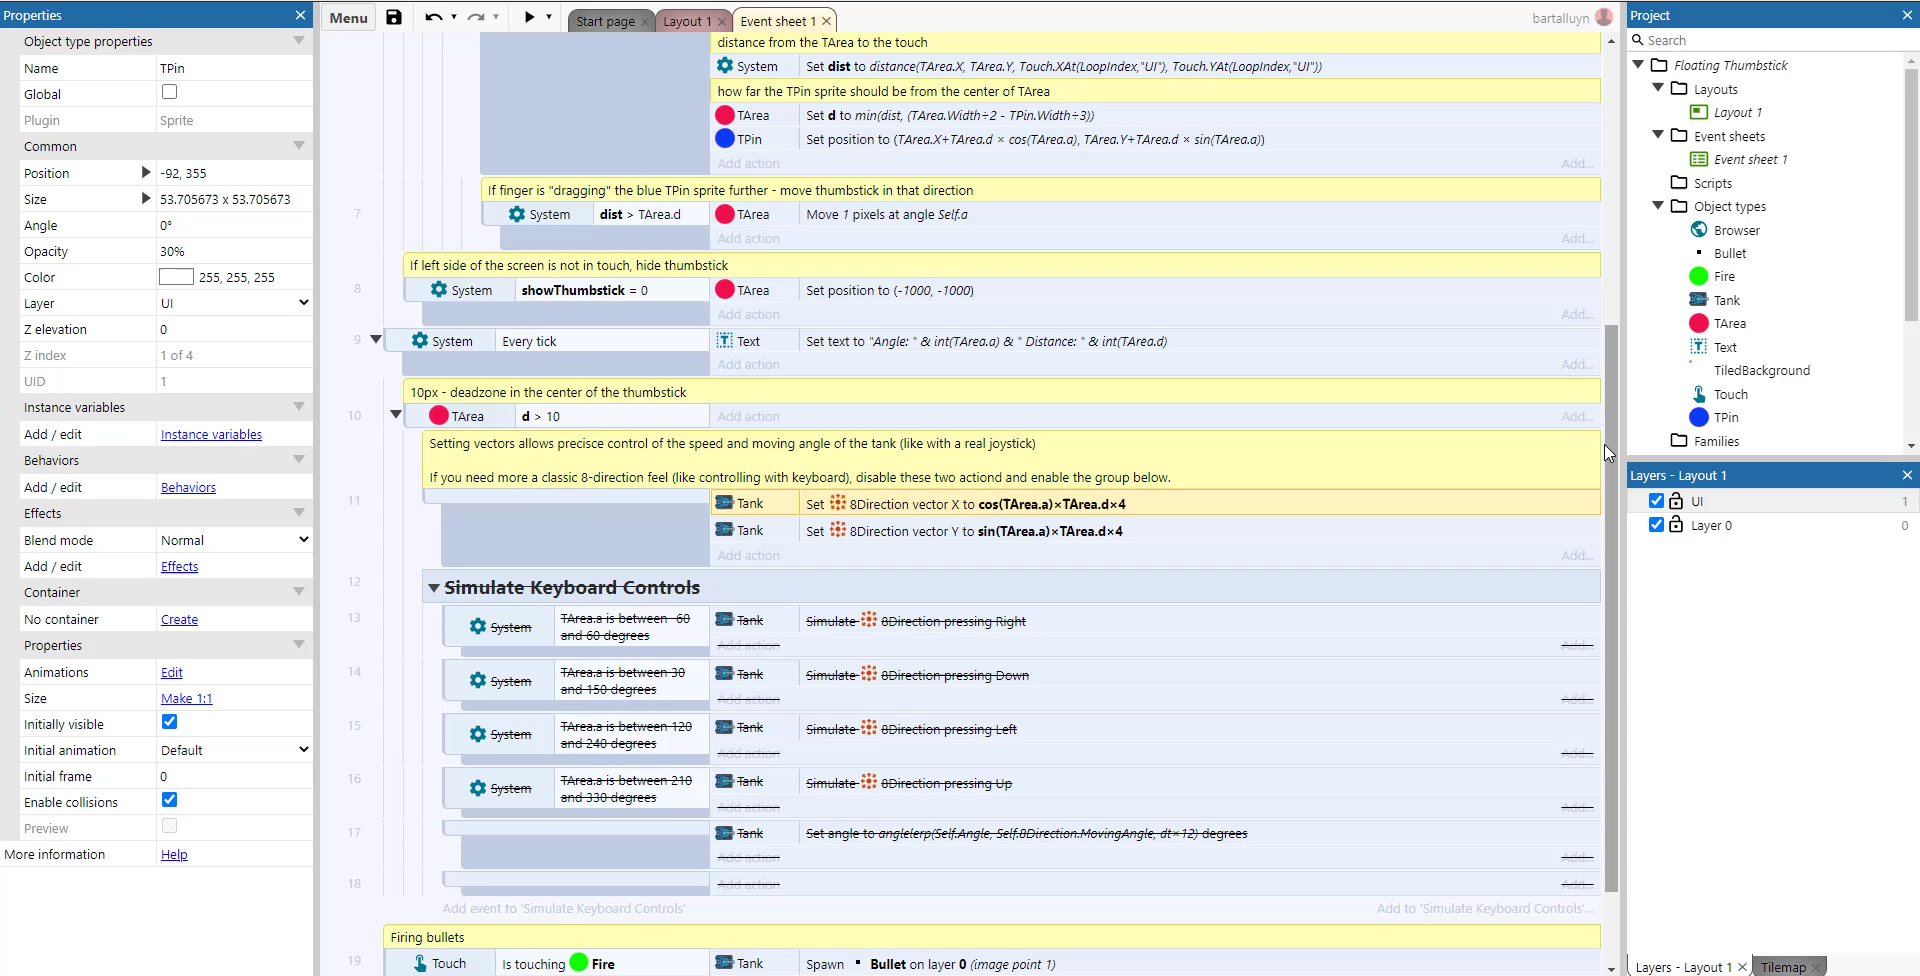 Properties
Object type properties
Name TPin
Global
Plugin Sprite
Common
Position -92, 355
Size 53.705673 x 53.705673
Angle 0°
Opacity 30%
Color 255, 255, 255
Layer UI
Z elevation 0
Z index 1 of 4
UID 1
Instance variables
Add / edit Instance variables
Behaviors
Add / edit Behaviors
Effects
Blend mode Normal
Add / edit Effects
Container
No container Create
Properties
Animations Edit
Size Make 1:1
Initially visible
Initial animation Default
Initial frame 0
Enable collisions
Preview
More information Help
Menu
Start page
Layout 1
Event sheet 1
bartalluyn
distance from the TArea to the touch
System Set dist to distance(TArea.X, TArea.Y, Touch.XAt(LoopIndex,"UI"), Touch.YAt(LoopIndex,"UI"))
how far the TPin sprite should be from the center of TArea
TArea Set d to min(dist, (TArea.Width÷2 - TPin.Width÷3))
TPin Set position to (TArea.X+TArea.d × cos(TArea.a), TArea.Y+TArea.d × sin(TArea.a))
Add action Add...
If finger is "dragging" the blue TPin sprite further - move thumbstick in that direction
7 System dist > TArea.d TArea Move 1 pixels at angle Self.a
Add action Add...
If left side of the screen is not in touch, hide thumbstick
8 System showThumbstick = 0 TArea Set position to (-1000, -1000)
Add action Add...
9 System Every tick Text Set text to "Angle: " & int(TArea.a) & " Distance: " & int(TArea.d)
Add action Add...
10px - deadzone in the center of the thumbstick
10 TArea d > 10 Add action Add...
Setting vectors allows precisce control of the speed and moving angle of the tank (like with a real joystick)
If you need more a classic 8-direction feel (like controlling with keyboard), disable these two actiond and enable the group below.
11 Tank Set 8Direction vector X to cos(TArea.a)×TArea.d×4
Tank Set 8Direction vector Y to sin(TArea.a)×TArea.d×4
Add action Add...
12 Simulate Keyboard Controls
13 System TArea.a is between -60 and 60 degrees Tank Simulate 8Direction pressing Right
Add action Add...
14 System TArea.a is between 30 and 150 degrees Tank Simulate 8Direction pressing Down
Add action Add...
15 System TArea.a is between 120 and 240 degrees Tank Simulate 8Direction pressing Left
Add action Add...
16 System TArea.a is between 210 and 330 degrees Tank Simulate 8Direction pressing Up
Add action Add...
17 Tank Set angle to anglelerp(Self.Angle, Self.8Direction.MovingAngle, dt×12) degrees
Add action Add...
18 Add action Add...
Add event to 'Simulate Keyboard Controls' Add to 'Simulate Keyboard Controls'...
Firing bullets
19 Touch Is touching Fire Tank Spawn Bullet on layer 0 (image point 1)
Project
Search
Floating Thumbstick
Layouts
Layout 1
Event sheets
Event sheet 1
Scripts
Object types
Browser
Bullet
Fire
Tank
TArea
Text
TiledBackground
Touch
TPin
Families
Layers - Layout 1
UI 1
Layer 0 0
Layers - Layout 1
Tilemap